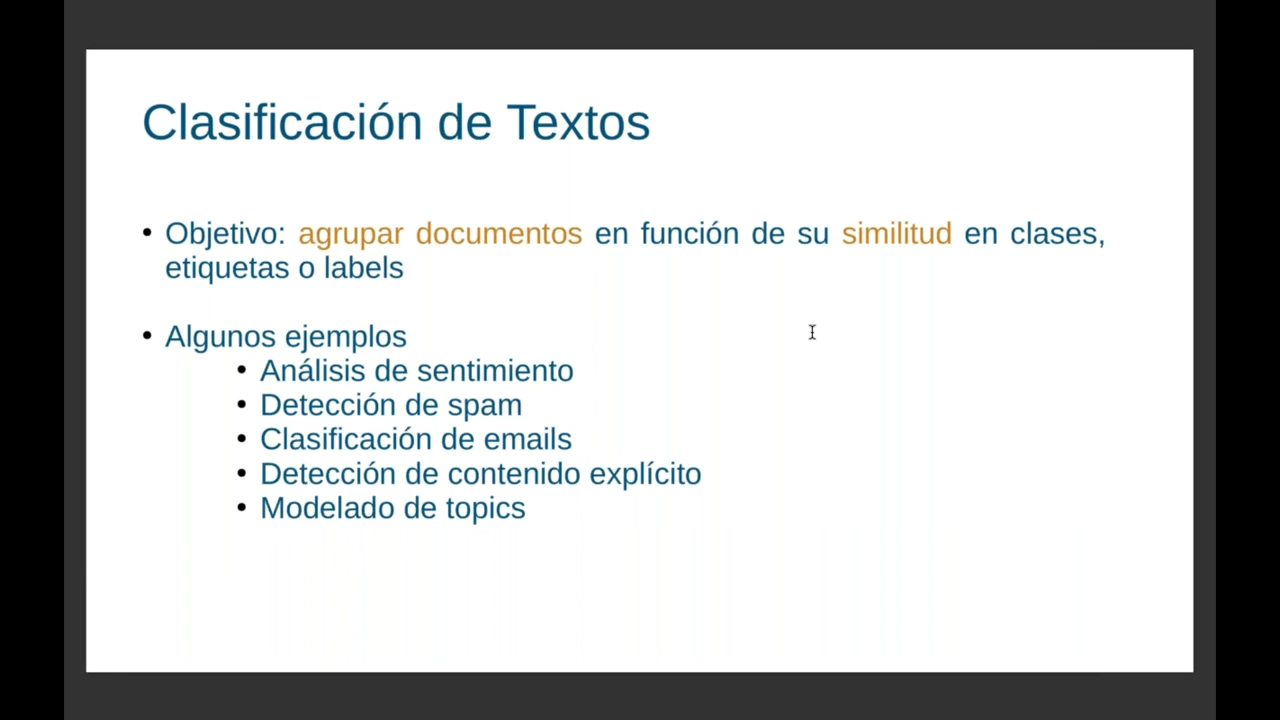 Clasificación de Textos
• Objetivo: agrupar documentos en función de su similitud en clases,
etiquetas o labels
• Algunos ejemplos
• Análisis de sentimiento
• Detección de spam
• Clasificación de emails
• Detección de contenido explícito
• Modelado de topics